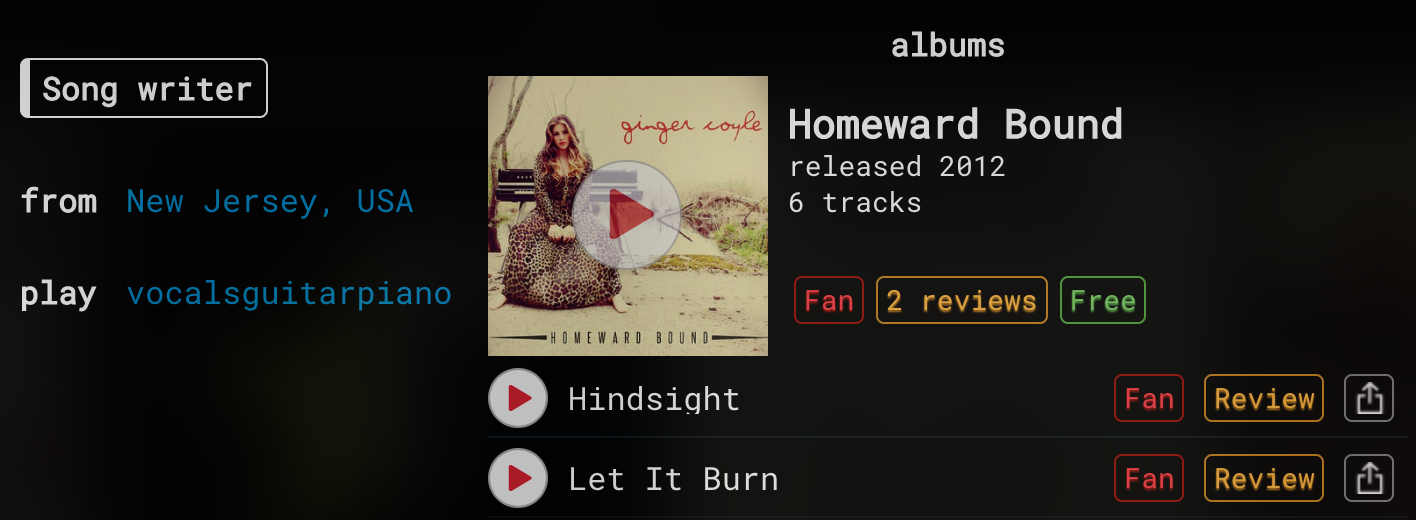 Song writer
from New Jersey, USA
play vocalsguitarpiano
albums
ginger coyle
HOMEWARD BOUND
Homeward Bound
released 2012
6 tracks
Fan 2 reviews Free
Hindsight Fan Review
Let It Burn Fan Review